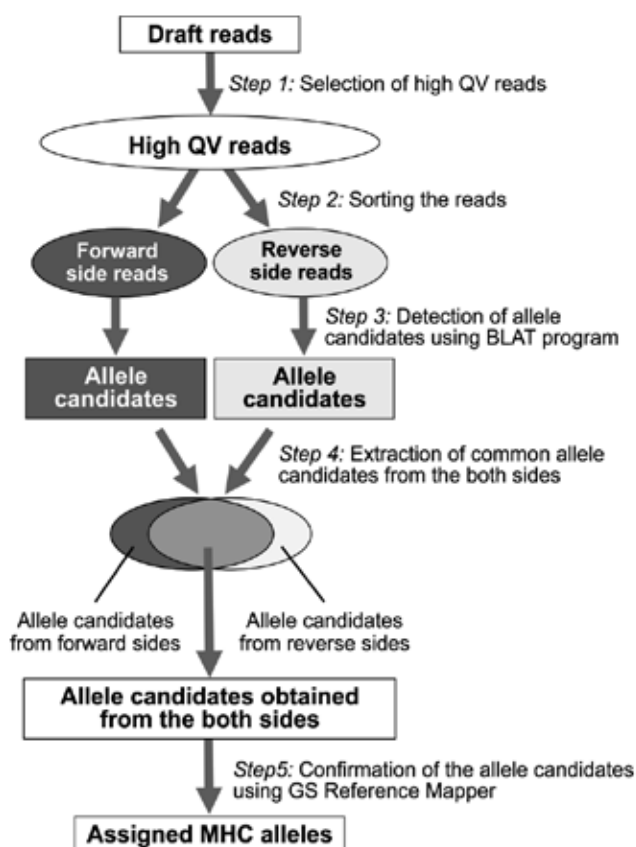 Draft reads
Step 1: Selection of high QV reads
High QV reads
Step 2: Sorting the reads
Forward
side reads
Reverse
side reads
Step 3: Detection of allele
candidates using BLAT program
Allele
candidates
Allele
candidates
Step 4: Extraction of common allele
candidates from the both sides
Allele candidates
from forward sides
Allele candidates
from reverse sides
Allele candidates obtained
from the both sides
Step5: Confirmation of the allele candidates
using GS Reference Mapper
Assigned MHC alleles